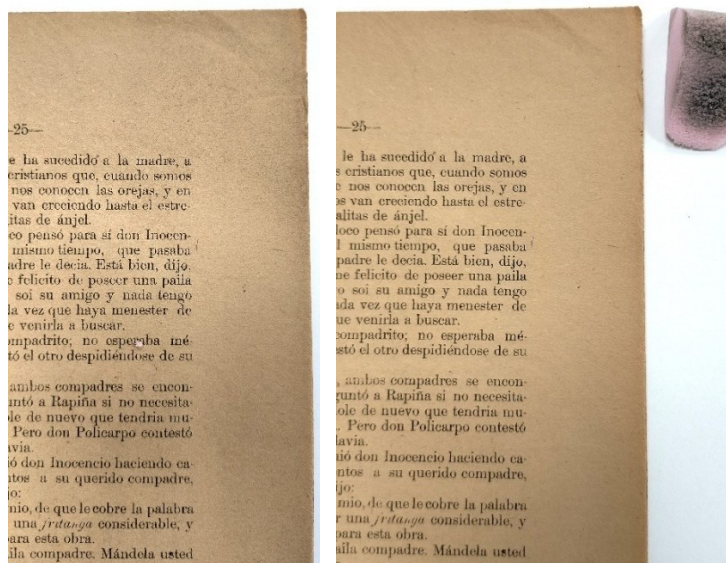 –25—
e ha sucedido a la madre, a
cristianos que, cuando somos
nos conocen las orejas, y en
van creciendo hasta el estre-
alitas de ánjel.
loco pensó para sí don Inocen-
mismo tiempo, que pasaba
adre le decia. Está bien, dijo,
e felicito de poseer una paila
soi su amigo y nada tengo
la vez que haya menester de
e venirla a buscar.
ompadrito; no esperaba mé-
tó el otro despidiéndose de su
ambos compadres se encon-
untó a Rapiña si no necesita-
ole de nuevo que tendria mu-
Pero don Policarpo contestó
avia.
ió don Inocencio haciendo ca-
tos a su querido compadre,
jo:
mio, de que le cobre la palabra
una considerable, y
para esta obra.
aila compadre. Mándela usted
—25—
le ha sucedido a la madre, a
s cristianos que, cuando somos
e nos conocen las orejas, y en
os van creciendo hasta el estre-
alitas de ánjel.
loco pensó para sí don Inocen-
l mismo tiempo, que pasaba
padre le decia. Está bien, dijo,
ne felicito de poseer una paila
o soi su amigo y nada tengo
ada vez que haya menester de
ue venirla a buscar.
compadrito; no esperaba mé-
stó el otro despidiéndose de su
, ambos compadres se encon-
guntó a Rapiña si no necesita-
ole de nuevo que tendria mu-
. Pero don Policarpo contestó
lavia.
nió don Inocencio haciendo ca-
ntos a su querido compadre,
ijo:
mio, de que le cobre la palabra
r una considerable, y
para esta obra.
aila compadre. Mándela usted